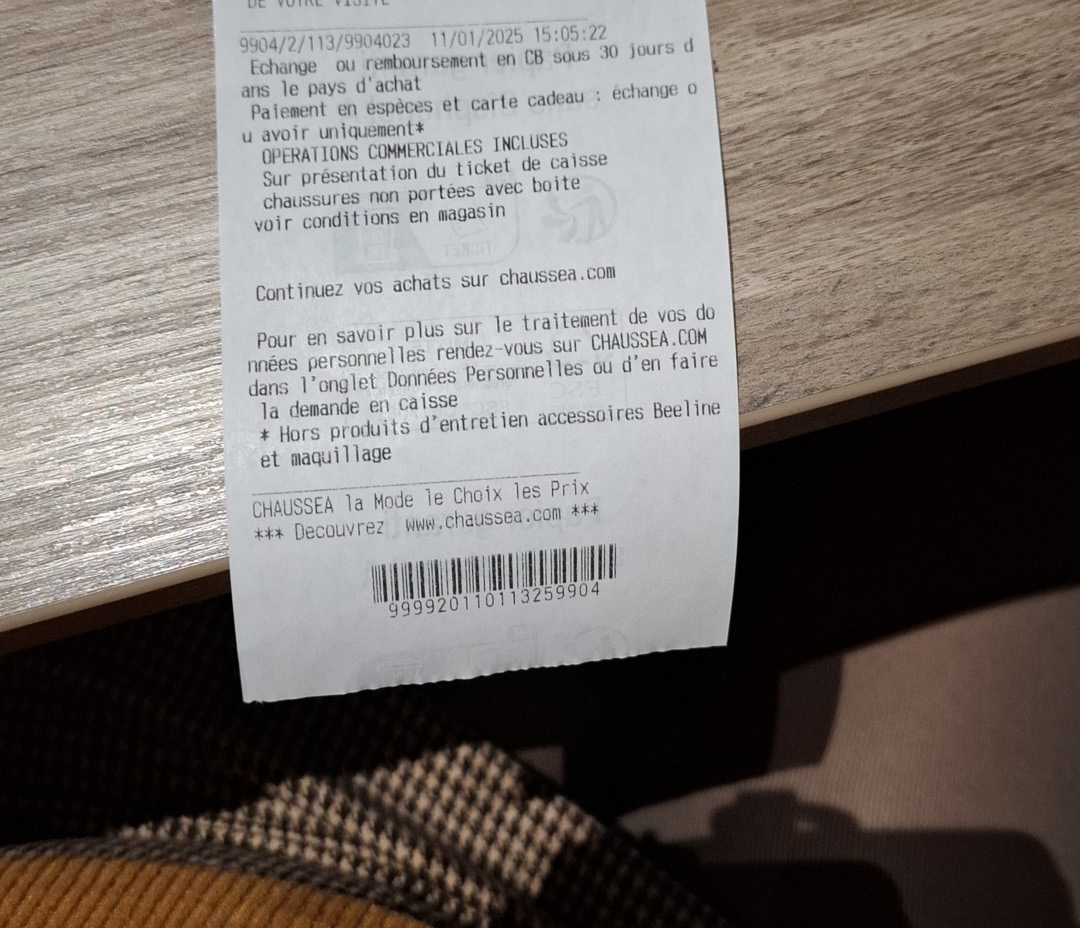 DE VOTRE VISITE
9904/2/113/9904023 11/01/2025 15:05:22
Echange ou remboursement en CB sous 30 jours d
ans le pays d'achat
Paiement en espèces et carte cadeau : échange o
u avoir uniquement*
OPERATIONS COMMERCIALES INCLUSES
Sur présentation du ticket de caisse
chaussures non portées avec boite
voir conditions en magasin
Continuez vos achats sur chaussea.com
Pour en savoir plus sur le traitement de vos do
nnées personnelles rendez-vous sur CHAUSSEA.COM
dans l'onglet Données Personnelles ou d'en faire
la demande en caisse
* Hors produits d'entretien accessoires Beeline
et maquillage
CHAUSSEA la Mode le Choix les Prix
*** Decouvrez www.chaussea.com ***
9999201101132 59904